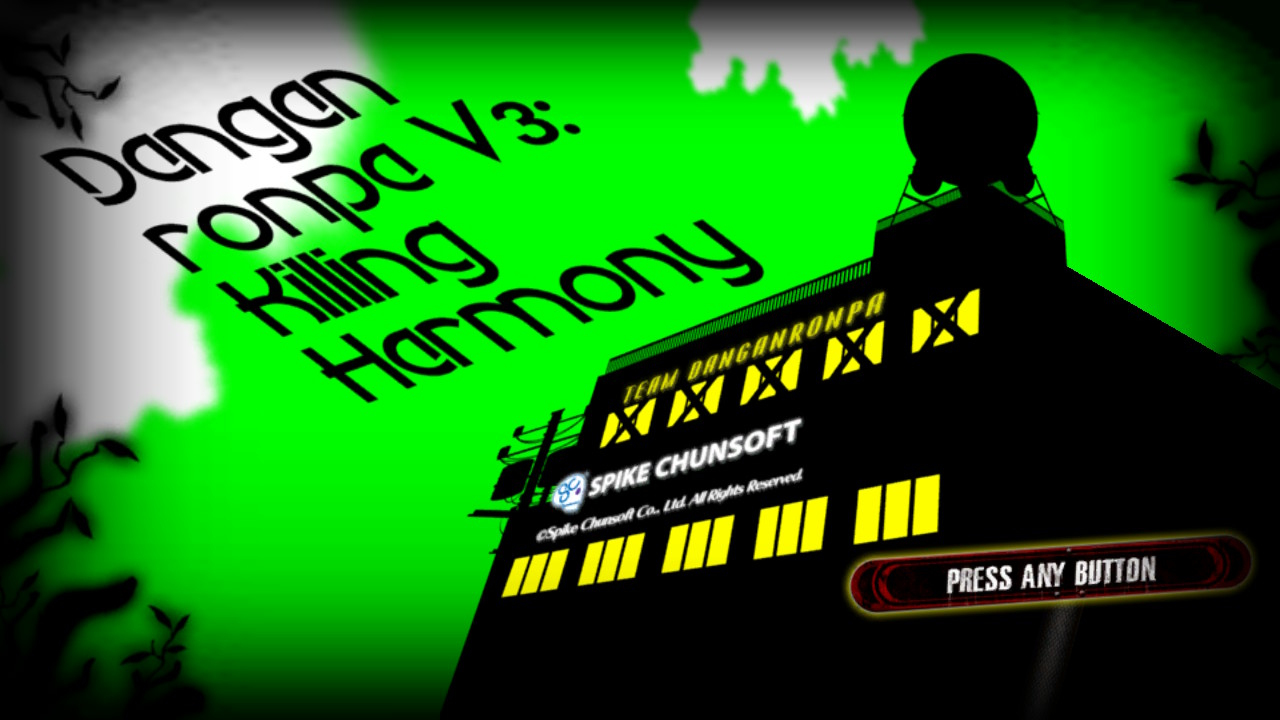 Dangan
ronpa V3:
Killing
Harmony
TEAM DANGANRONPA
SPIKE CHUNSOFT
©Spike Chunsoft Co., Ltd. All Rights Reserved.
PRESS ANY BUTTON